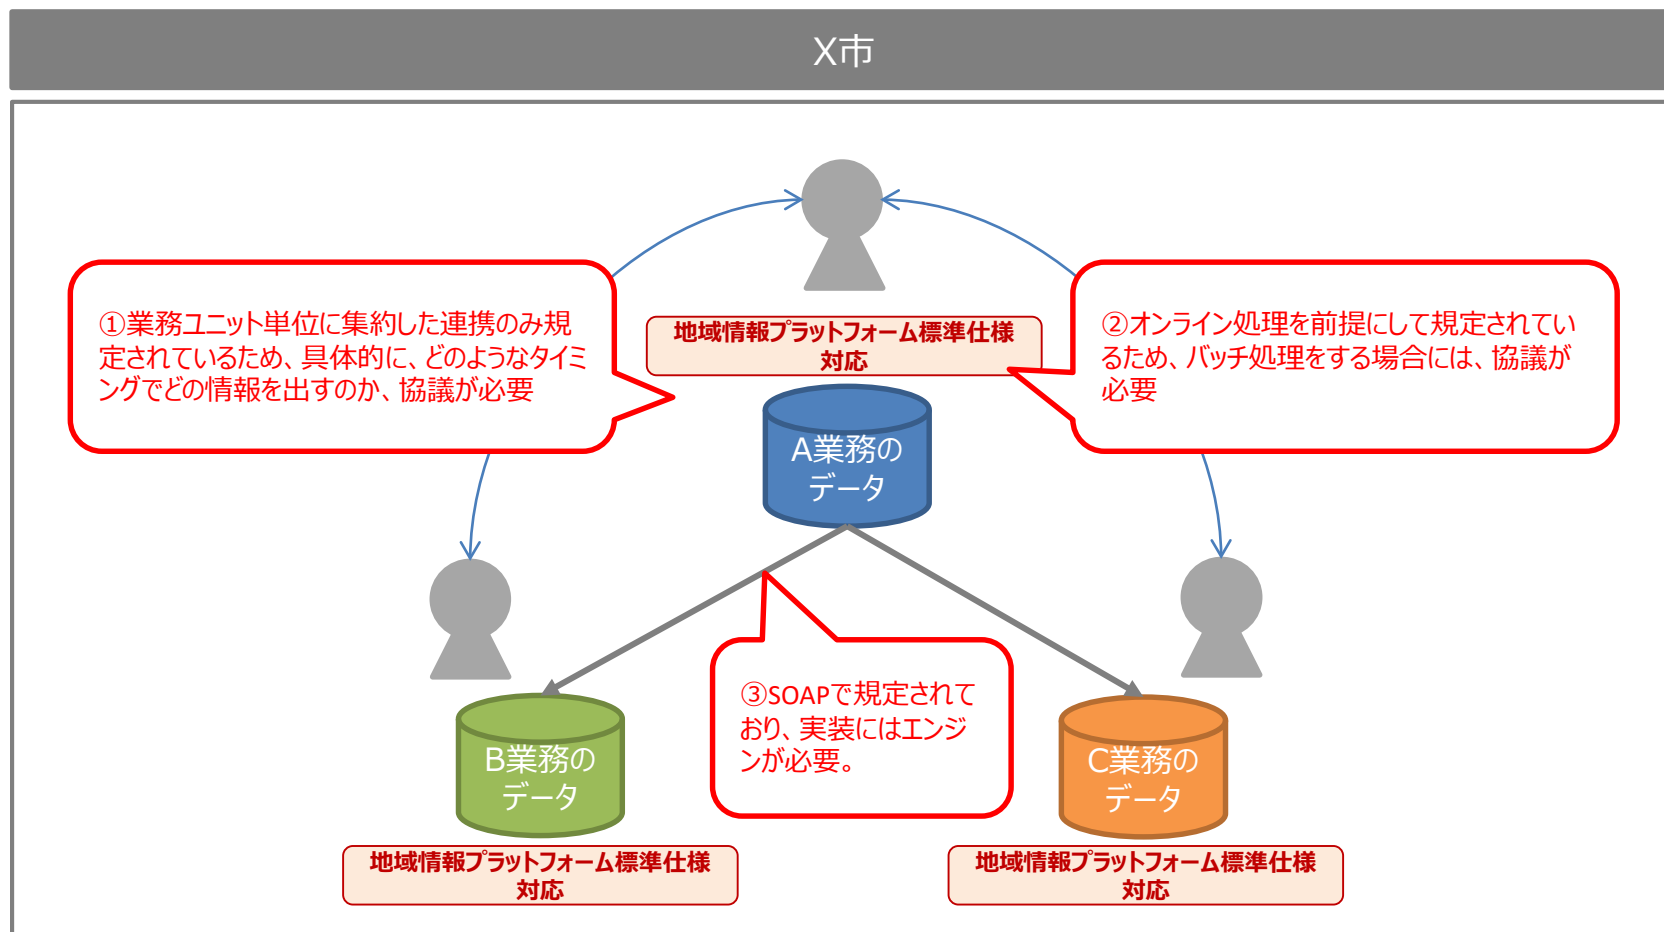 X市
①業務ユニット単位に集約した連携のみ規
定されているため、具体的に、どのようなタイミ
ングでどの情報を出すのか、協議が必要
地域情報プラットフォーム標準仕様
対応
②オンライン処理を前提にして規定されてい
るため、バッチ処理をする場合には、協議が
必要
A業務の
データ
③SOAPで規定されて
おり、実装にはエンジ
ンが必要。
B業務の
データ
C業務の
データ
地域情報プラットフォーム標準仕様
対応
地域情報プラットフォーム標準仕様
対応